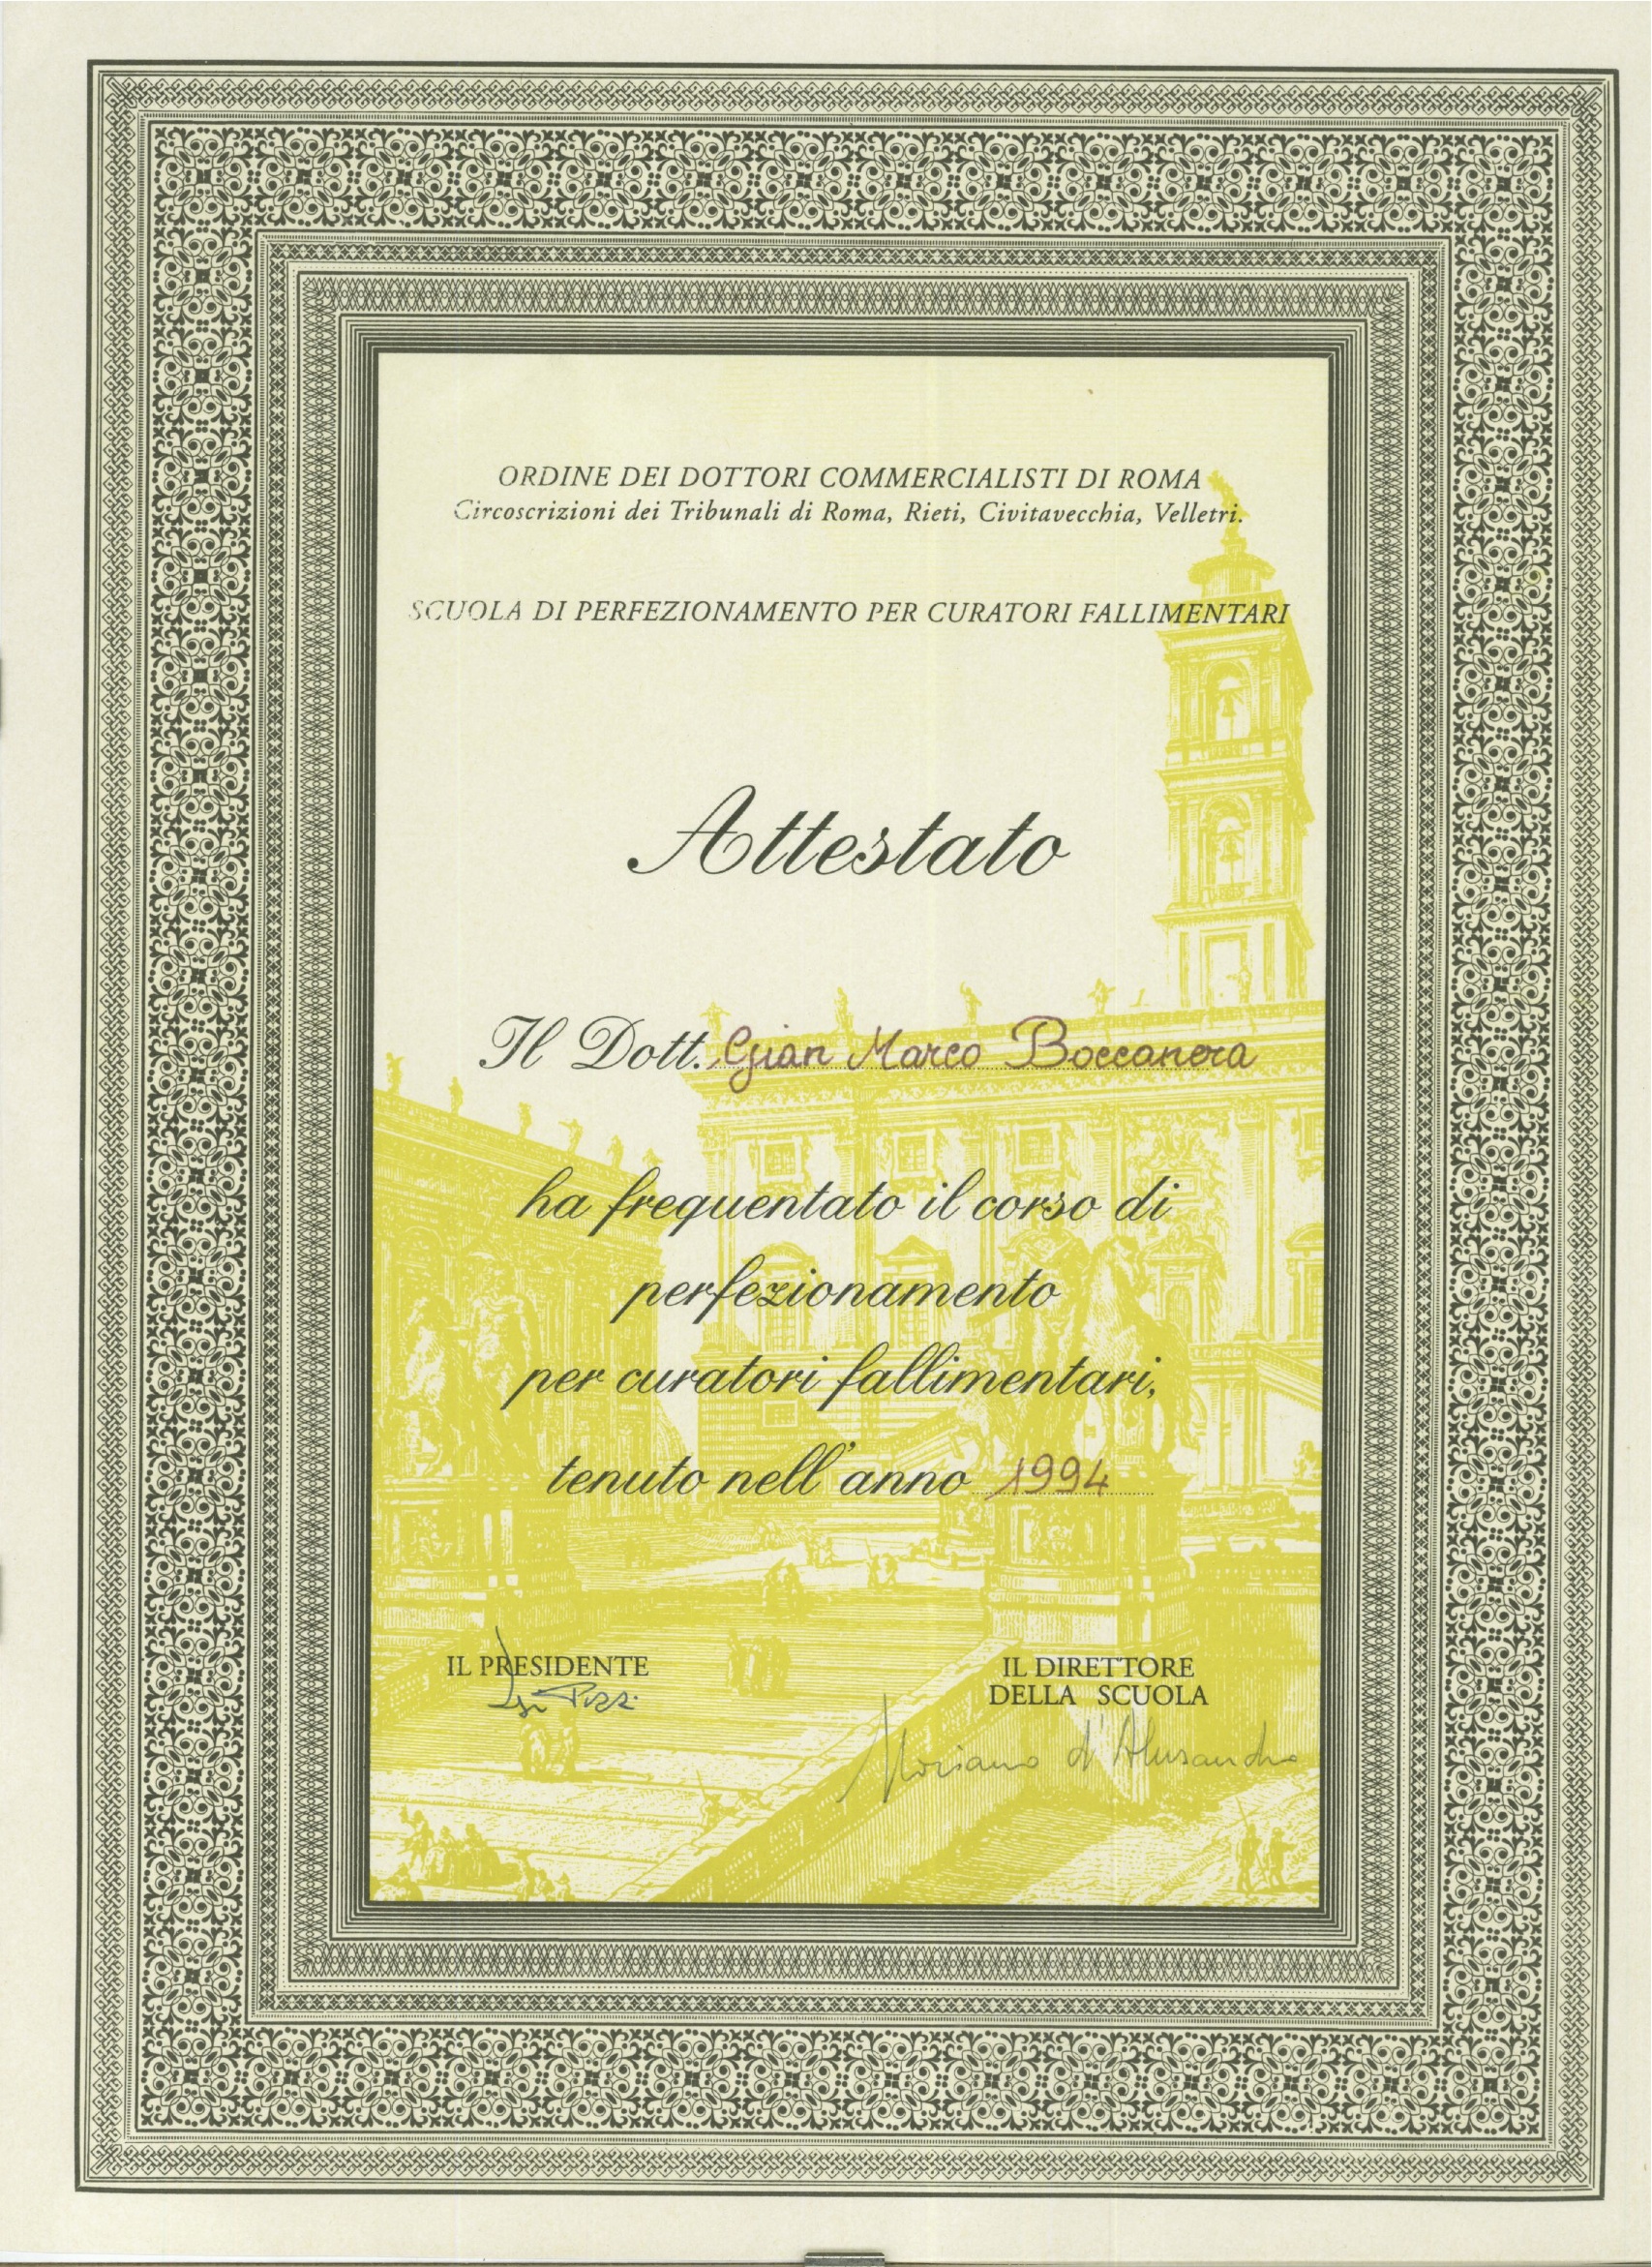 ORDINE DEI DOTTORI COMMERCIALISTI DI ROMA
Circoscrizioni dei Tribunali di Roma, Rieti, Civitavecchia, Velletri.
SCUOLA DI PERFEZIONAMENTO PER CURATORI FALLIMENTARI
Attestato
Il Dott. Gian Marco Boccanera
ha frequentato il corso di
perfezionamento
per curatori fallimentari,
tenuto nell'anno 1994
IL PRESIDENTE
IL DIRETTORE
DELLA SCUOLA
d'Alessandro